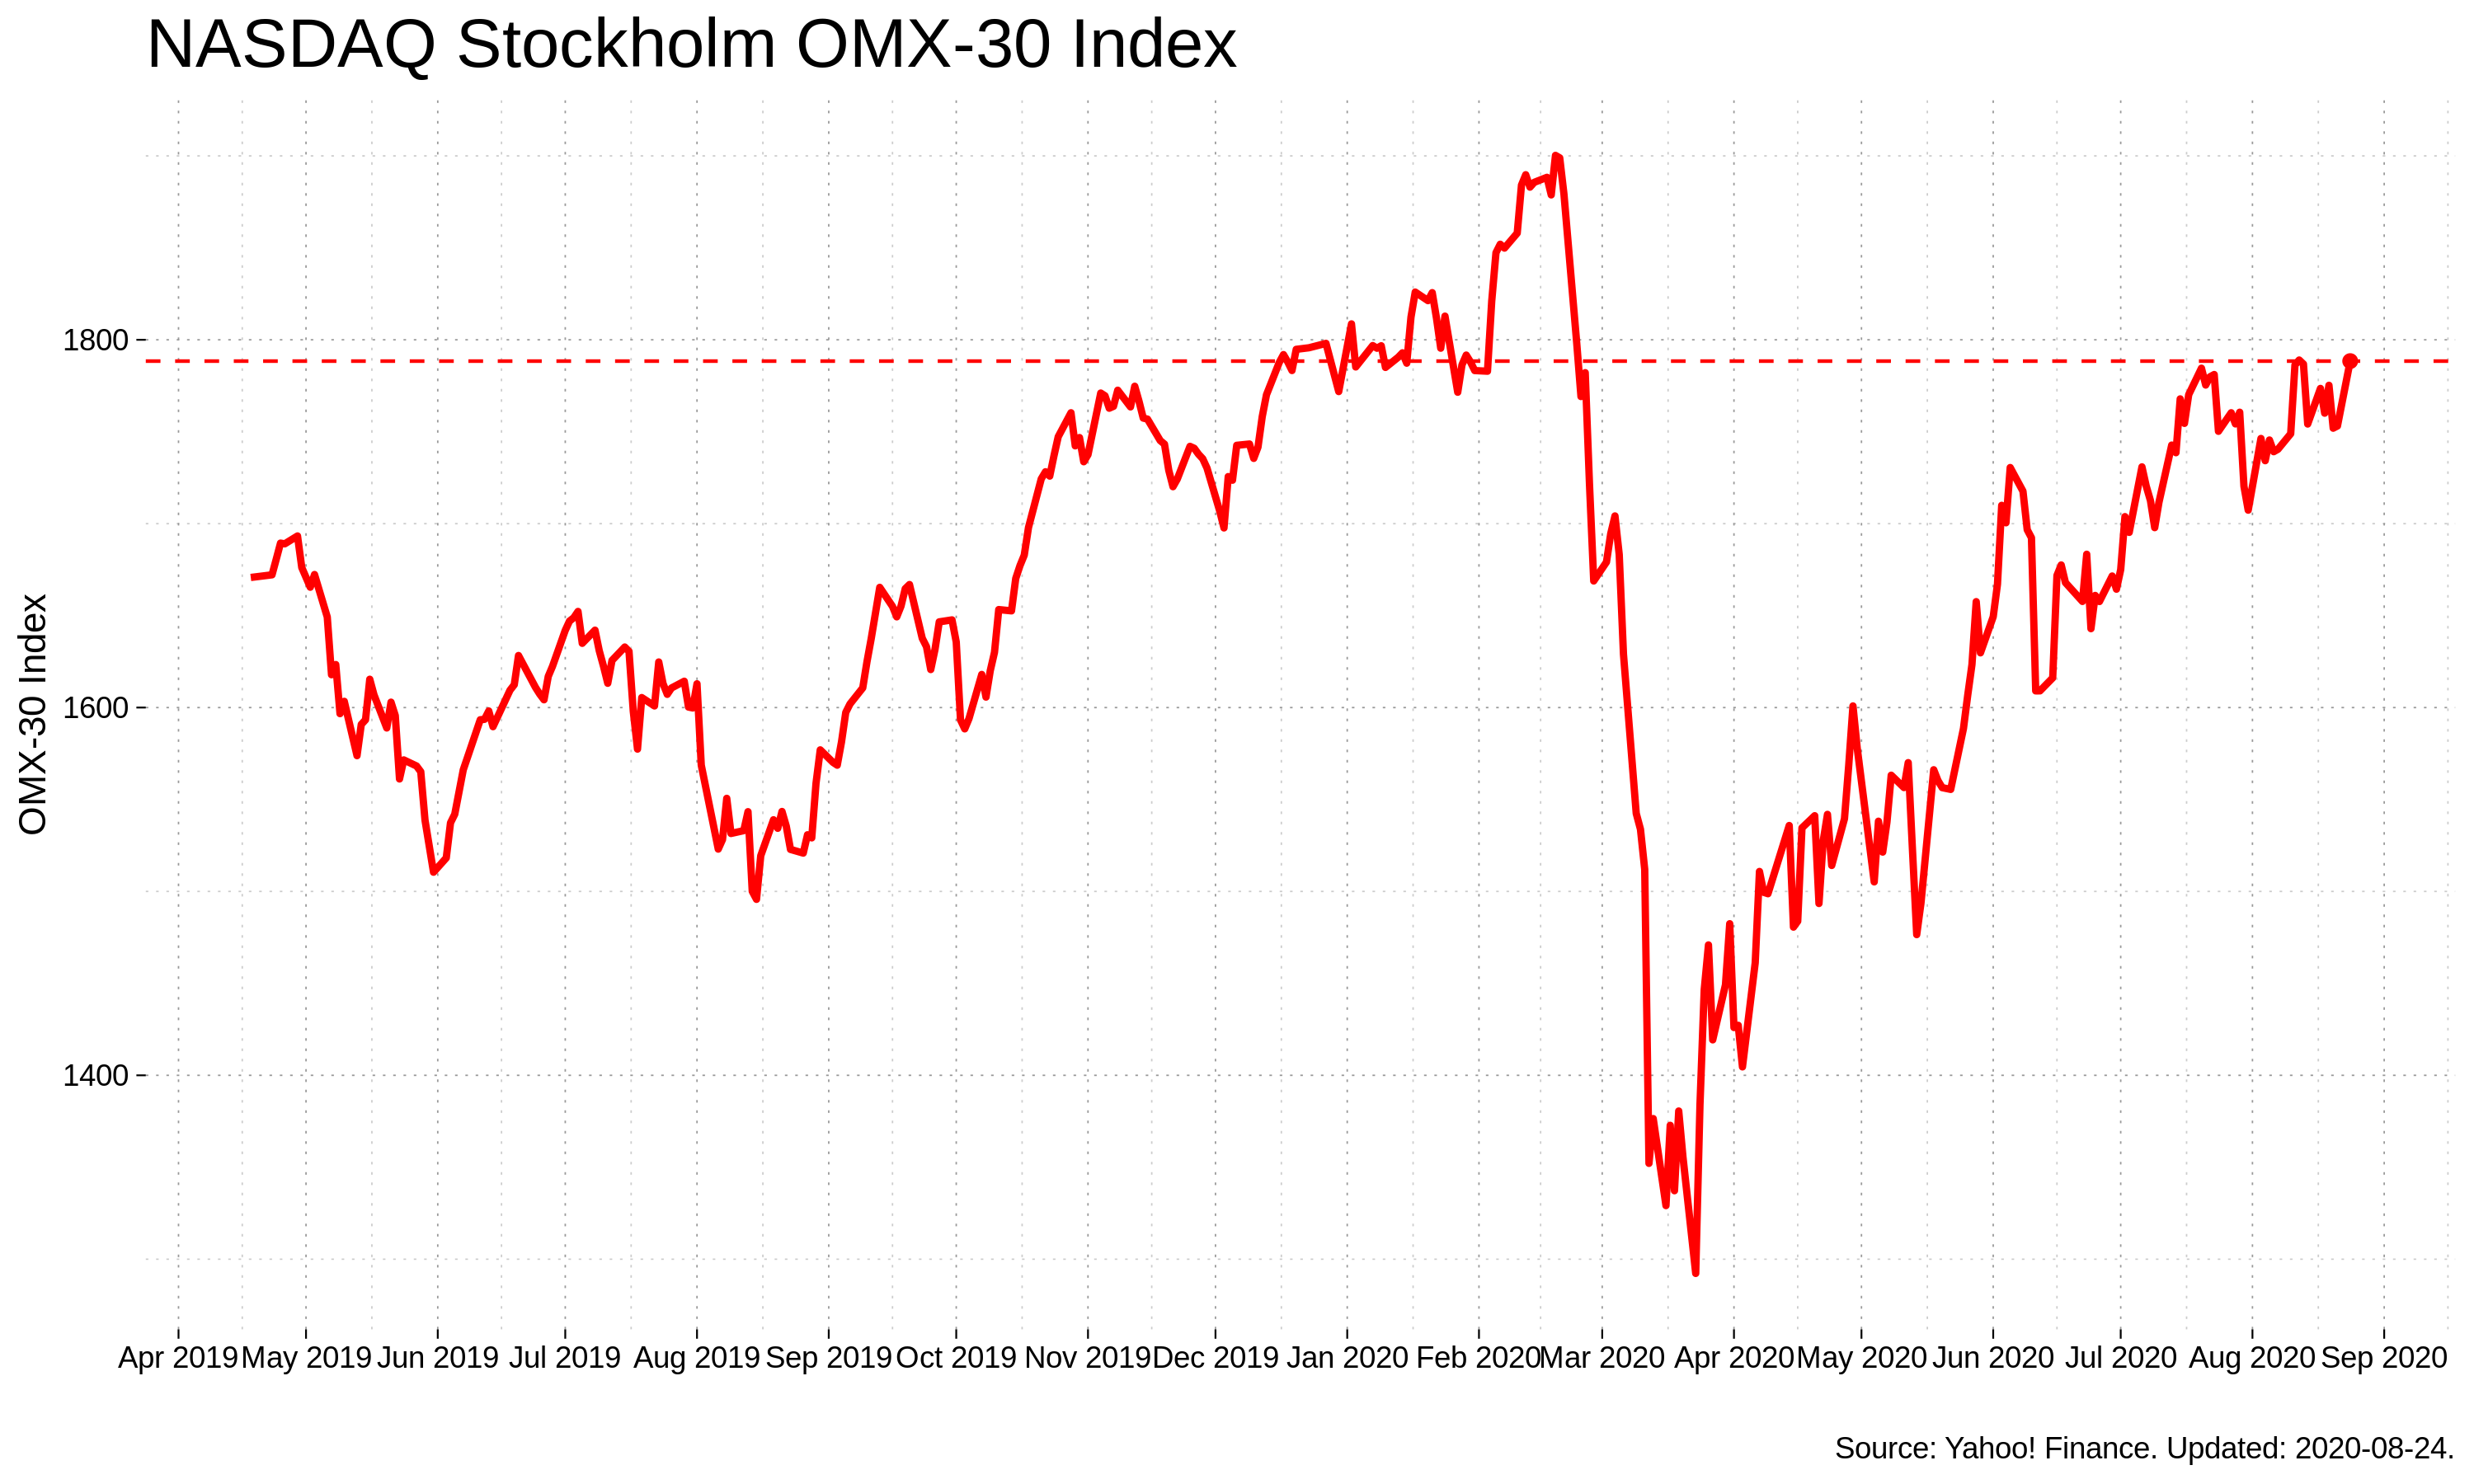 NASDAQ Stockholm OMX-30 Index
OMX-30 Index
1800
1600
1400
Apr 2019 May 2019 Jun 2019 Jul 2019 Aug 2019 Sep 2019 Oct 2019 Nov 2019 Dec 2019 Jan 2020 Feb 2020 Mar 2020 Apr 2020 May 2020 Jun 2020 Jul 2020 Aug 2020 Sep 2020
Source: Yahoo! Finance. Updated: 2020-08-24.